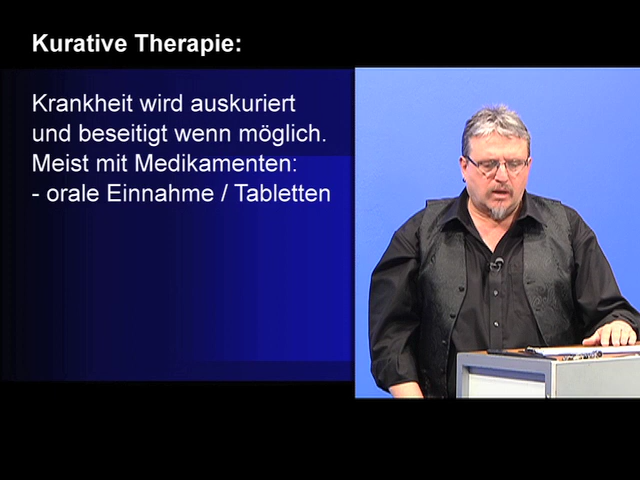 Kurative Therapie:
Krankheit wird auskuriert
und beseitigt wenn möglich.
Meist mit Medikamenten:
- orale Einnahme / Tabletten